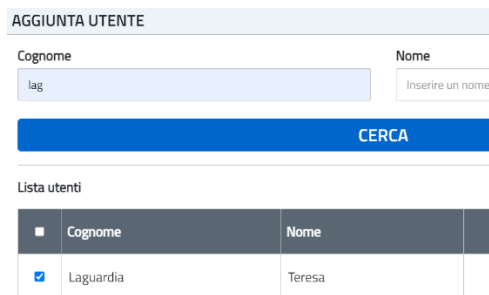 AGGIUNTA UTENTE
Cognome Nome
lag Inserire un nome
CERCA
Lista utenti
Cognome Nome
Laguardia Teresa